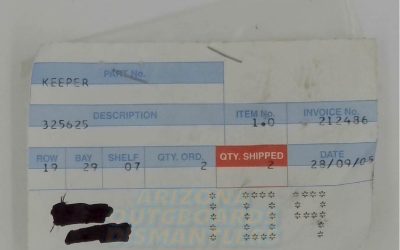 PART No.
KEEPER
DESCRIPTION ITEM No. INVOICE No.
325625 1.0 212486
ROW BAY SHELF QTY. ORD. QTY. SHIPPED DATE
19 29 07 2 2 28/09/05
ARIZONA
OUTBOARD
DISMANTLERS